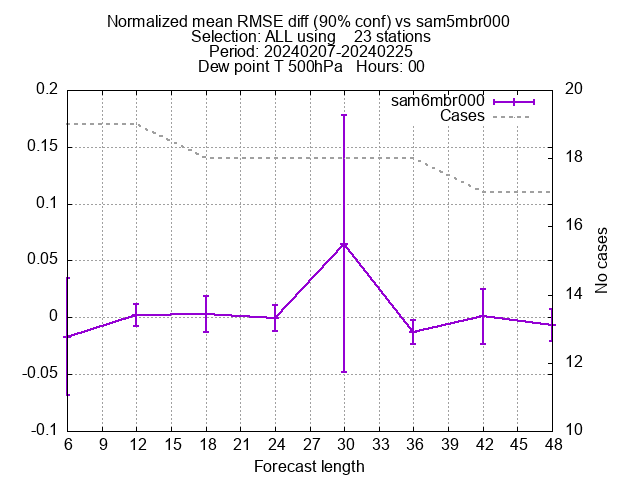 Normalized mean RMSE diff (90% conf) vs sam5mbr000
Selection: ALL using    23 stations
Period: 20240207-20240225
Dew point T 500hPa   Hours: 00
sam6mbr000
Cases
0.2
0.15
0.1
0.05
0
-0.05
-0.1
20
18
16
14
12
10
No cases
6 9 12 15 18 21 24 27 30 33 36 39 42 45 48
Forecast length